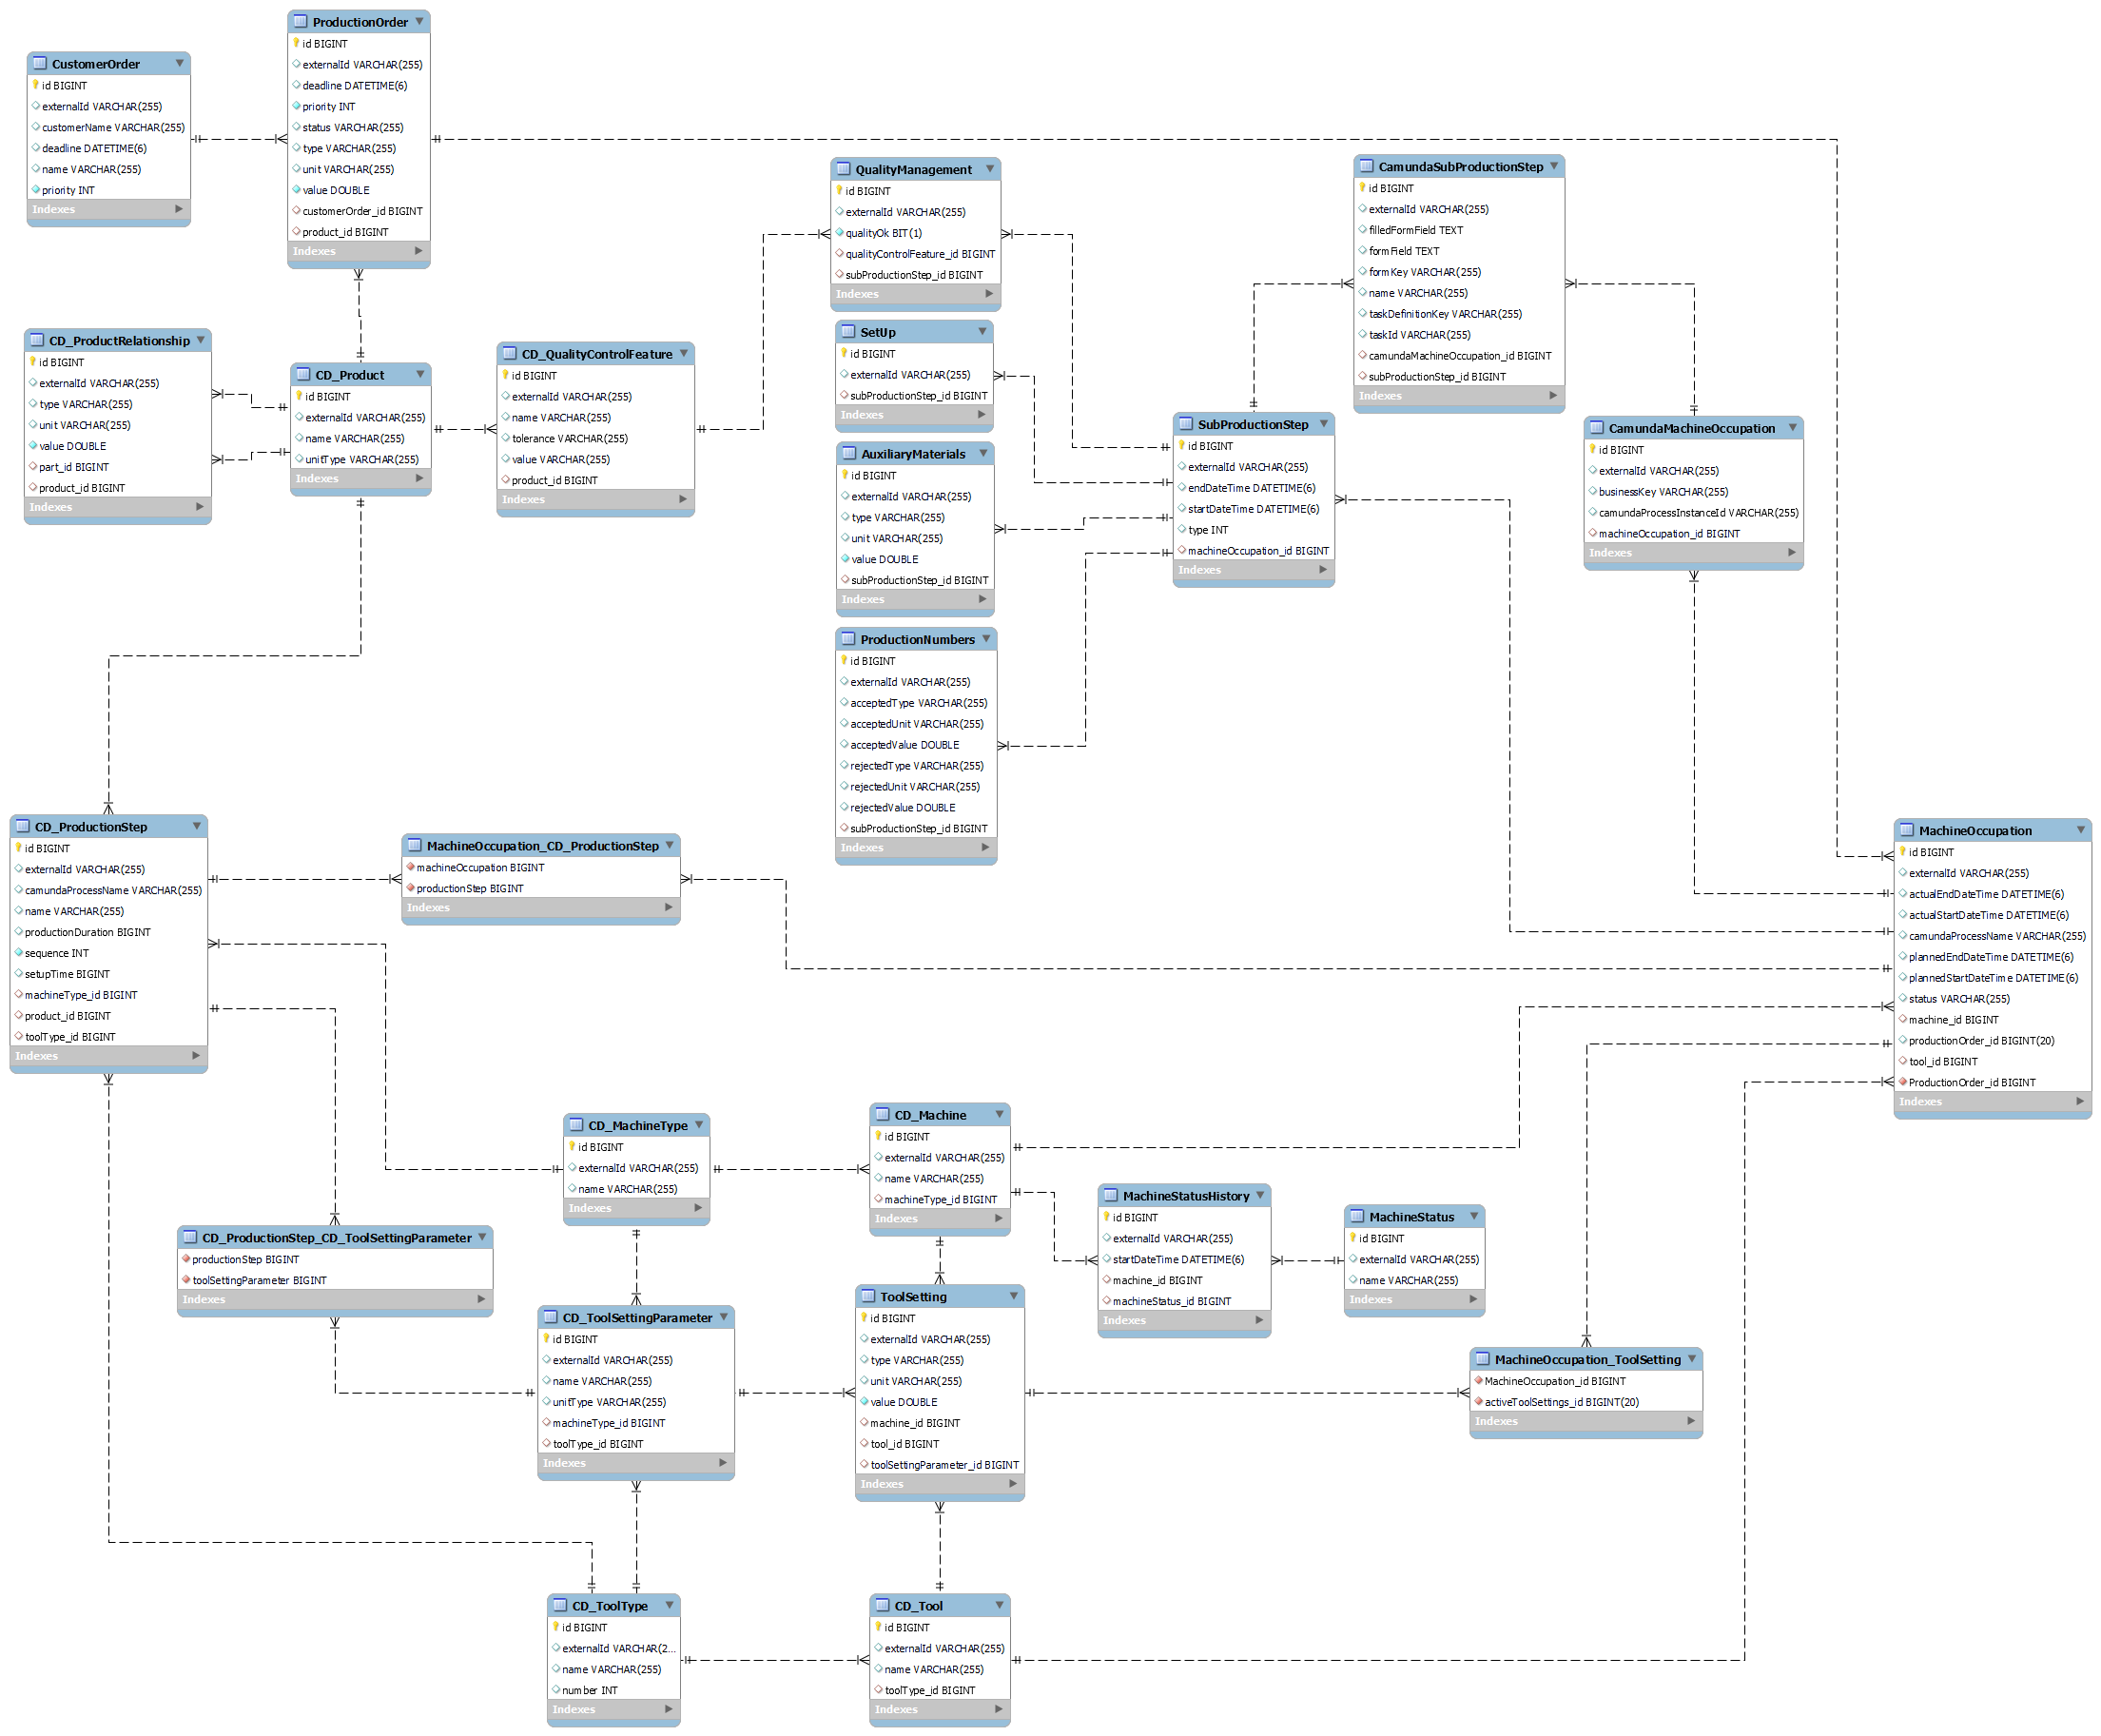 ProductionOrder
id BIGINT
externalId VARCHAR(255)
deadline DATETIME(6)
priority INT
status VARCHAR(255)
type VARCHAR(255)
unit VARCHAR(255)
value DOUBLE
customerOrder_id BIGINT
product_id BIGINT
Indexes
CustomerOrder
id BIGINT
externalId VARCHAR(255)
customerName VARCHAR(255)
deadline DATETIME(6)
name VARCHAR(255)
priority INT
Indexes
QualityManagement
id BIGINT
externalId VARCHAR(255)
qualityOk BIT(1)
qualityControlFeature_id BIGINT
subProductionStep_id BIGINT
Indexes
CamundaSubProductionStep
id BIGINT
externalId VARCHAR(255)
filledFormField TEXT
formField TEXT
formKey VARCHAR(255)
name VARCHAR(255)
taskDefinitionKey VARCHAR(255)
taskId VARCHAR(255)
camundaMachineOccupation_id BIGINT
subProductionStep_id BIGINT
Indexes
CD_ProductRelationship
id BIGINT
externalId VARCHAR(255)
type VARCHAR(255)
unit VARCHAR(255)
value DOUBLE
part_id BIGINT
product_id BIGINT
Indexes
CD_Product
id BIGINT
externalId VARCHAR(255)
name VARCHAR(255)
unitType VARCHAR(255)
Indexes
CD_QualityControlFeature
id BIGINT
externalId VARCHAR(255)
name VARCHAR(255)
tolerance VARCHAR(255)
value VARCHAR(255)
product_id BIGINT
Indexes
SetUp
id BIGINT
externalId VARCHAR(255)
subProductionStep_id BIGINT
Indexes
AuxiliaryMaterials
id BIGINT
externalId VARCHAR(255)
type VARCHAR(255)
unit VARCHAR(255)
value DOUBLE
subProductionStep_id BIGINT
Indexes
SubProductionStep
id BIGINT
externalId VARCHAR(255)
endDateTime DATETIME(6)
startDateTime DATETIME(6)
type INT
machineOccupation_id BIGINT
Indexes
CamundaMachineOccupation
id BIGINT
externalId VARCHAR(255)
businessKey VARCHAR(255)
camundaProcessInstanceId VARCHAR(255)
machineOccupation_id BIGINT
Indexes
ProductionNumbers
id BIGINT
externalId VARCHAR(255)
acceptedType VARCHAR(255)
acceptedUnit VARCHAR(255)
acceptedValue DOUBLE
rejectedType VARCHAR(255)
rejectedUnit VARCHAR(255)
rejectedValue DOUBLE
subProductionStep_id BIGINT
Indexes
CD_ProductionStep
id BIGINT
externalId VARCHAR(255)
camundaProcessName VARCHAR(255)
name VARCHAR(255)
productionDuration BIGINT
sequence INT
setupTime BIGINT
machineType_id BIGINT
product_id BIGINT
toolType_id BIGINT
Indexes
MachineOccupation_CD_ProductionStep
machineOccupation BIGINT
productionStep BIGINT
Indexes
MachineOccupation
id BIGINT
externalId VARCHAR(255)
actualEndDateTime DATETIME(6)
actualStartDateTime DATETIME(6)
camundaProcessName VARCHAR(255)
plannedEndDateTime DATETIME(6)
plannedStartDateTime DATETIME(6)
status VARCHAR(255)
machine_id BIGINT
productionOrder_id BIGINT(20)
tool_id BIGINT
ProductionOrder_id BIGINT
Indexes
CD_MachineType
id BIGINT
externalId VARCHAR(255)
name VARCHAR(255)
Indexes
CD_Machine
id BIGINT
externalId VARCHAR(255)
name VARCHAR(255)
machineType_id BIGINT
Indexes
MachineStatusHistory
id BIGINT
externalId VARCHAR(255)
startDateTime DATETIME(6)
machine_id BIGINT
machineStatus_id BIGINT
Indexes
MachineStatus
id BIGINT
externalId VARCHAR(255)
name VARCHAR(255)
Indexes
CD_ProductionStep_CD_ToolSettingParameter
productionStep BIGINT
toolSettingParameter BIGINT
Indexes
CD_ToolSettingParameter
id BIGINT
externalId VARCHAR(255)
name VARCHAR(255)
unitType VARCHAR(255)
machineType_id BIGINT
toolType_id BIGINT
Indexes
ToolSetting
id BIGINT
externalId VARCHAR(255)
type VARCHAR(255)
unit VARCHAR(255)
value DOUBLE
machine_id BIGINT
tool_id BIGINT
toolSettingParameter_id BIGINT
Indexes
MachineOccupation_ToolSetting
MachineOccupation_id BIGINT
activeToolSettings_id BIGINT(20)
Indexes
CD_ToolType
id BIGINT
externalId VARCHAR(2...
name VARCHAR(255)
number INT
Indexes
CD_Tool
id BIGINT
externalId VARCHAR(255)
name VARCHAR(255)
toolType_id BIGINT
Indexes